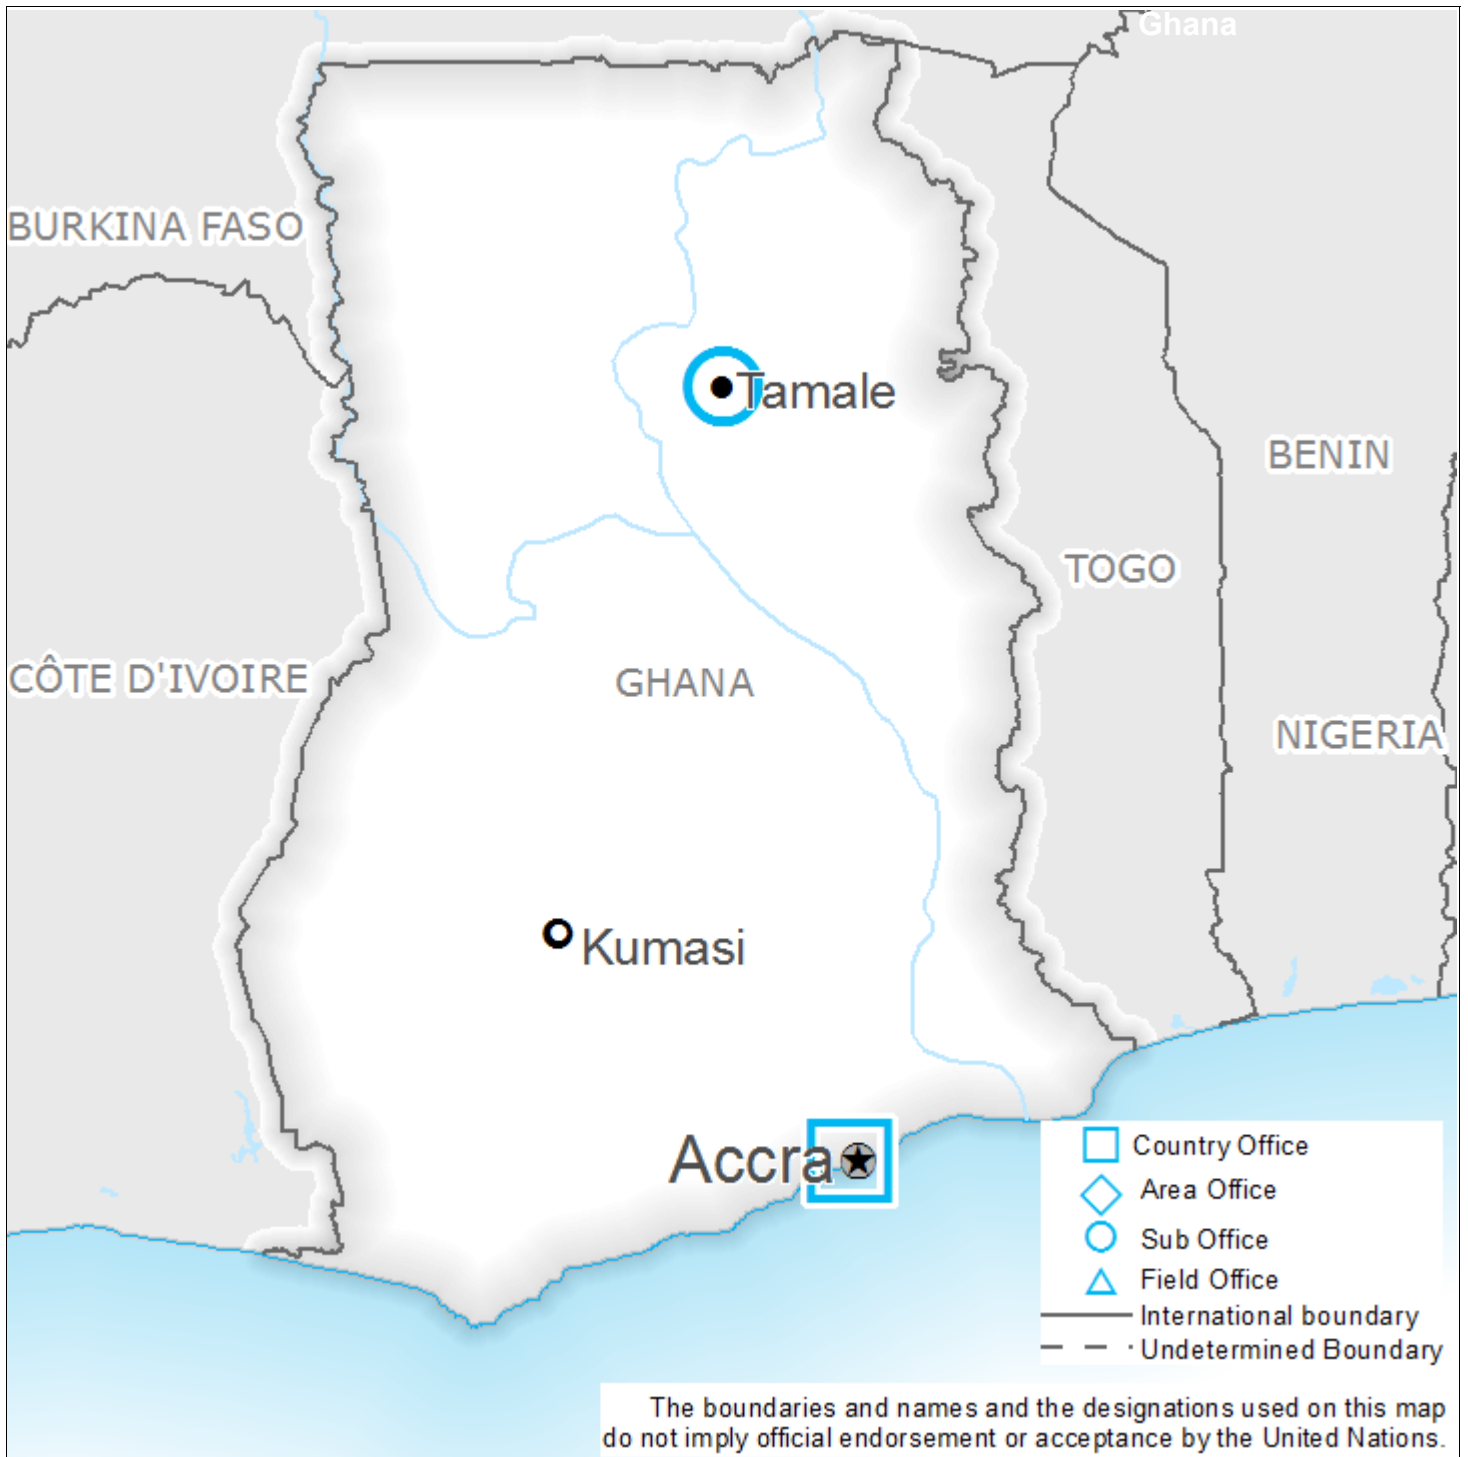 Ghana
BURKINA FASO
Tamale
BENIN
TOGO
CÔTE D'IVOIRE
GHANA
NIGERIA
Kumasi
Accra
Country Office
Area Office
Sub Office
Field Office
International boundary
Undetermined Boundary
The boundaries and names and the designations used on this map
do not imply official endorsement or acceptance by the United Nations.